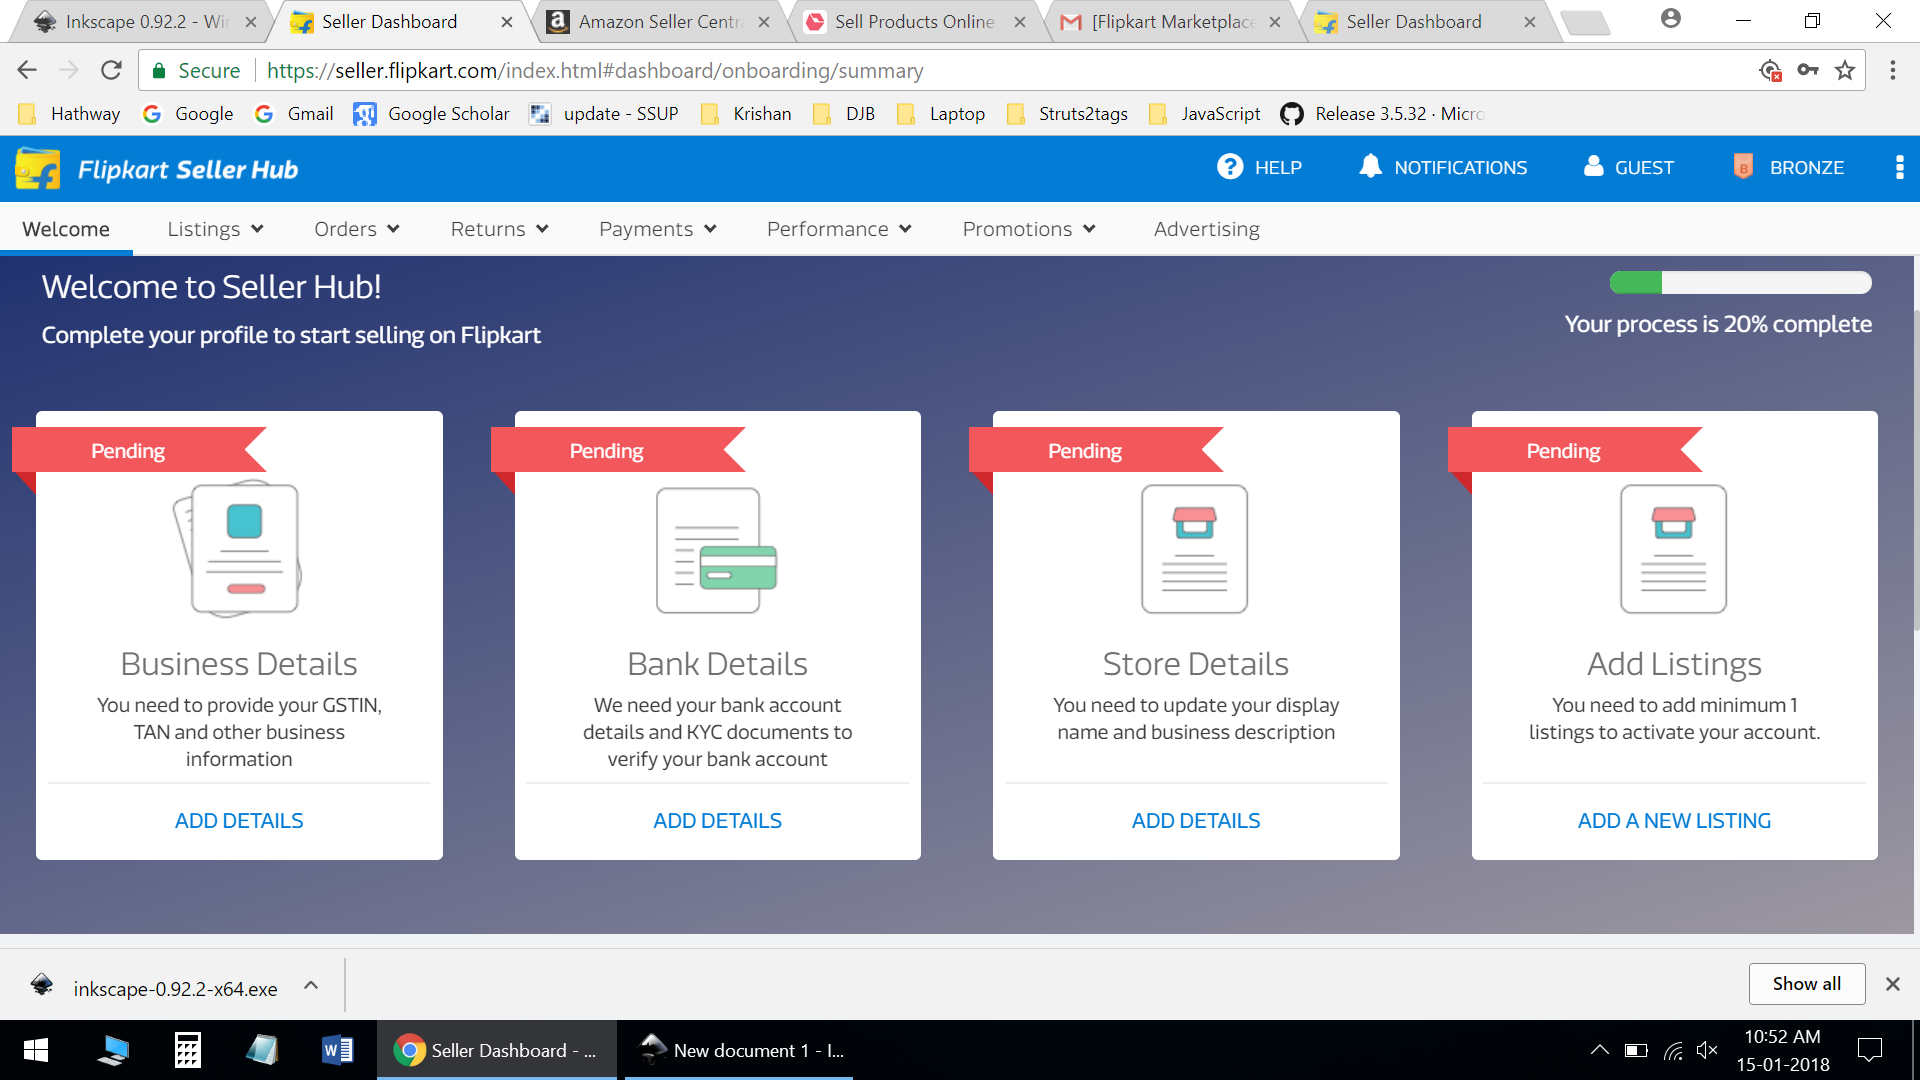 Inkscape 0.92.2 - Wi
Seller Dashboard
Amazon Seller Centr
Sell Products Online
[Flipkart Marketplace
Seller Dashboard
Secure
https://seller.flipkart.com/index.html#dashboard/onboarding/summary
Hathway
Google
Gmail
Google Scholar
update - SSUP
Krishan
DJB
Laptop
Struts2tags
JavaScript
Release 3.5.32 · Micro
Flipkart Seller Hub
HELP
NOTIFICATIONS
GUEST
B
BRONZE
Welcome
Listings
Orders
Returns
Payments
Performance
Promotions
Advertising
Welcome to Seller Hub!
Complete your profile to start selling on Flipkart
Your process is 20% complete
Pending
Business Details
You need to provide your GSTIN,
TAN and other business
information
ADD DETAILS
Pending
Bank Details
We need your bank account
details and KYC documents to
verify your bank account
ADD DETAILS
Pending
Store Details
You need to update your display
name and business description
ADD DETAILS
Pending
Add Listings
You need to add minimum 1
listings to activate your account.
ADD A NEW LISTING
inkscape-0.92.2-x64.exe
Show all
Seller Dashboard - ...
New document 1 - I...
10:52 AM
15-01-2018